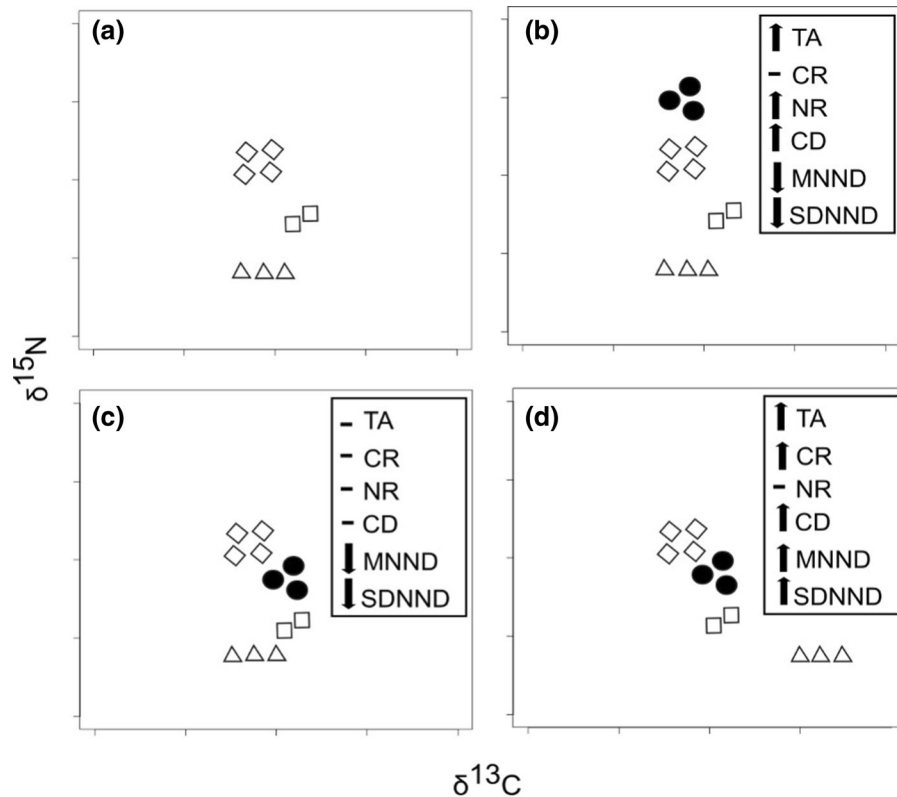 (a)
(b)
TA
CR
NR
CD
MNND
SDNND
δ15N
(c)
TA
CR
NR
CD
MNND
SDNND
(d)
TA
CR
NR
CD
MNND
SDNND
δ13C